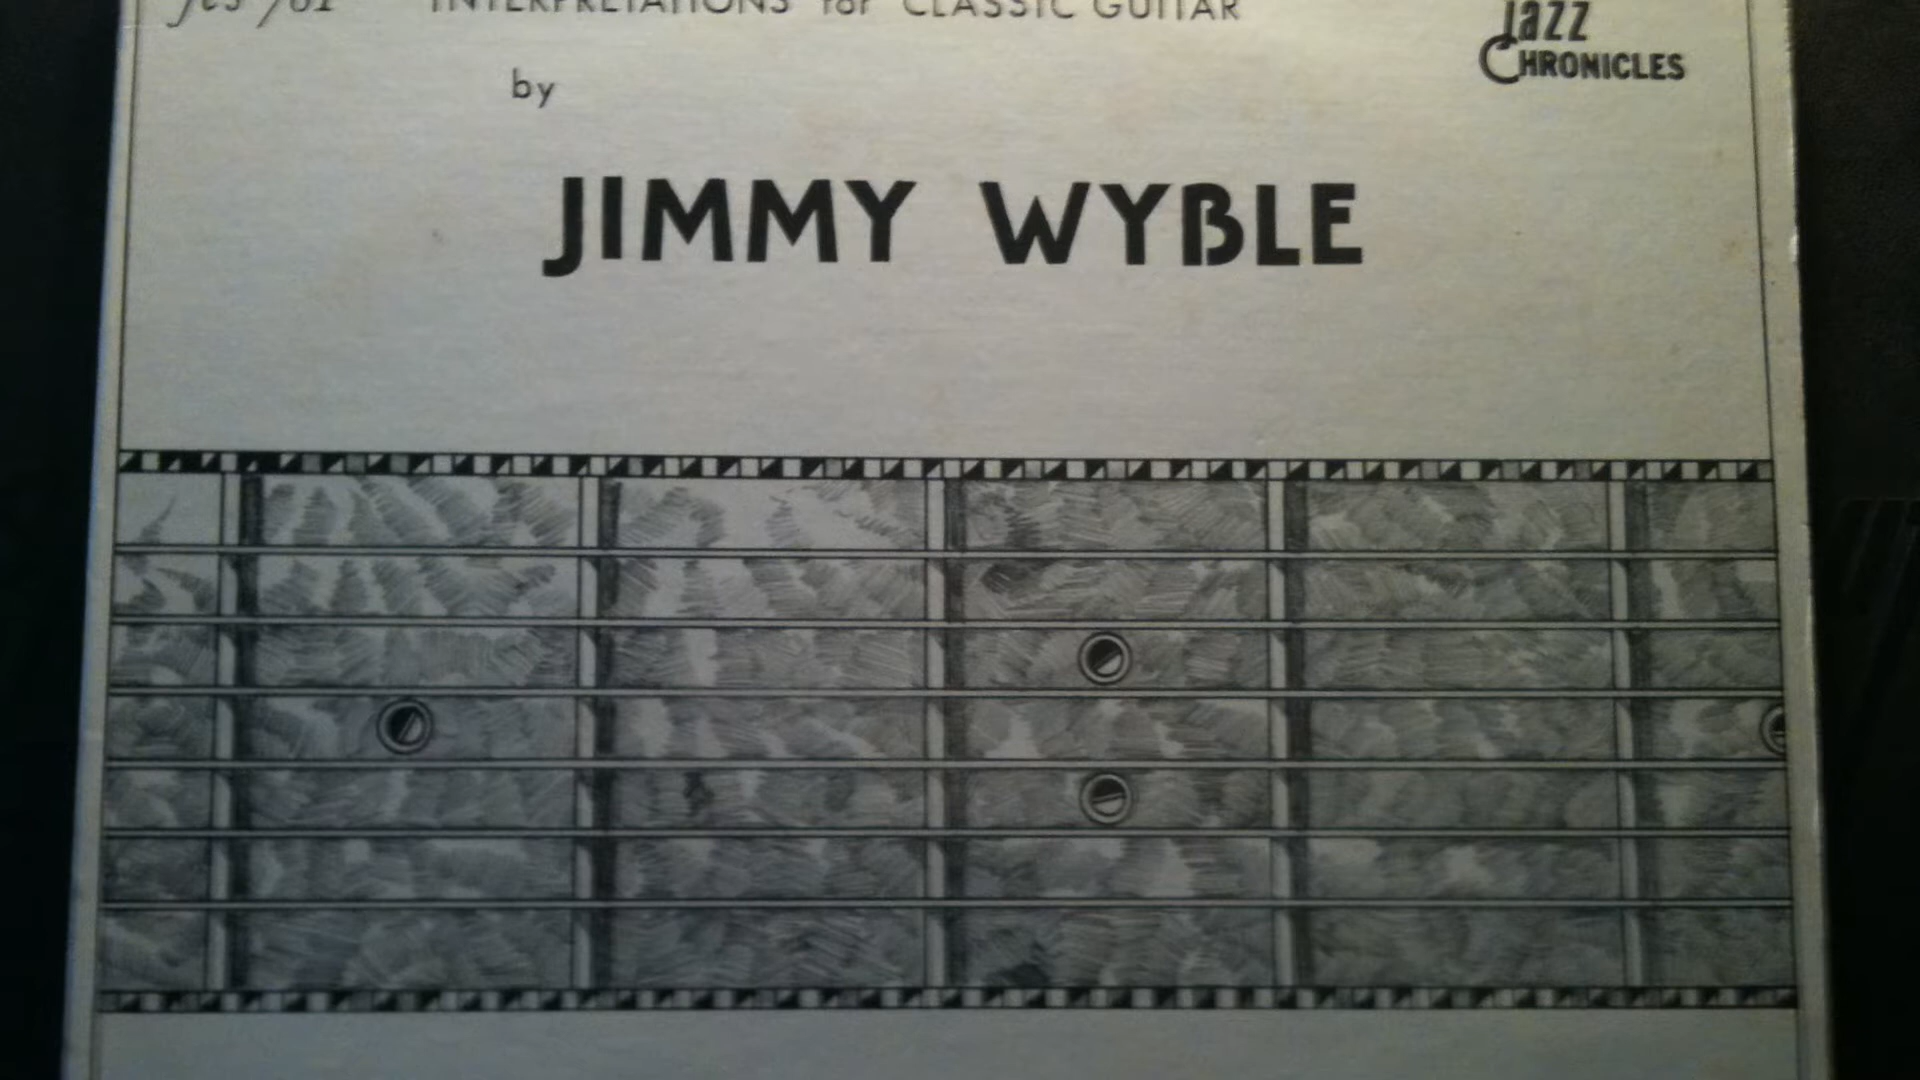 INTERPRETATIONS for CLASSIC GUITAR
Jazz
CHRONICLES
by
JIMMY WYBLE